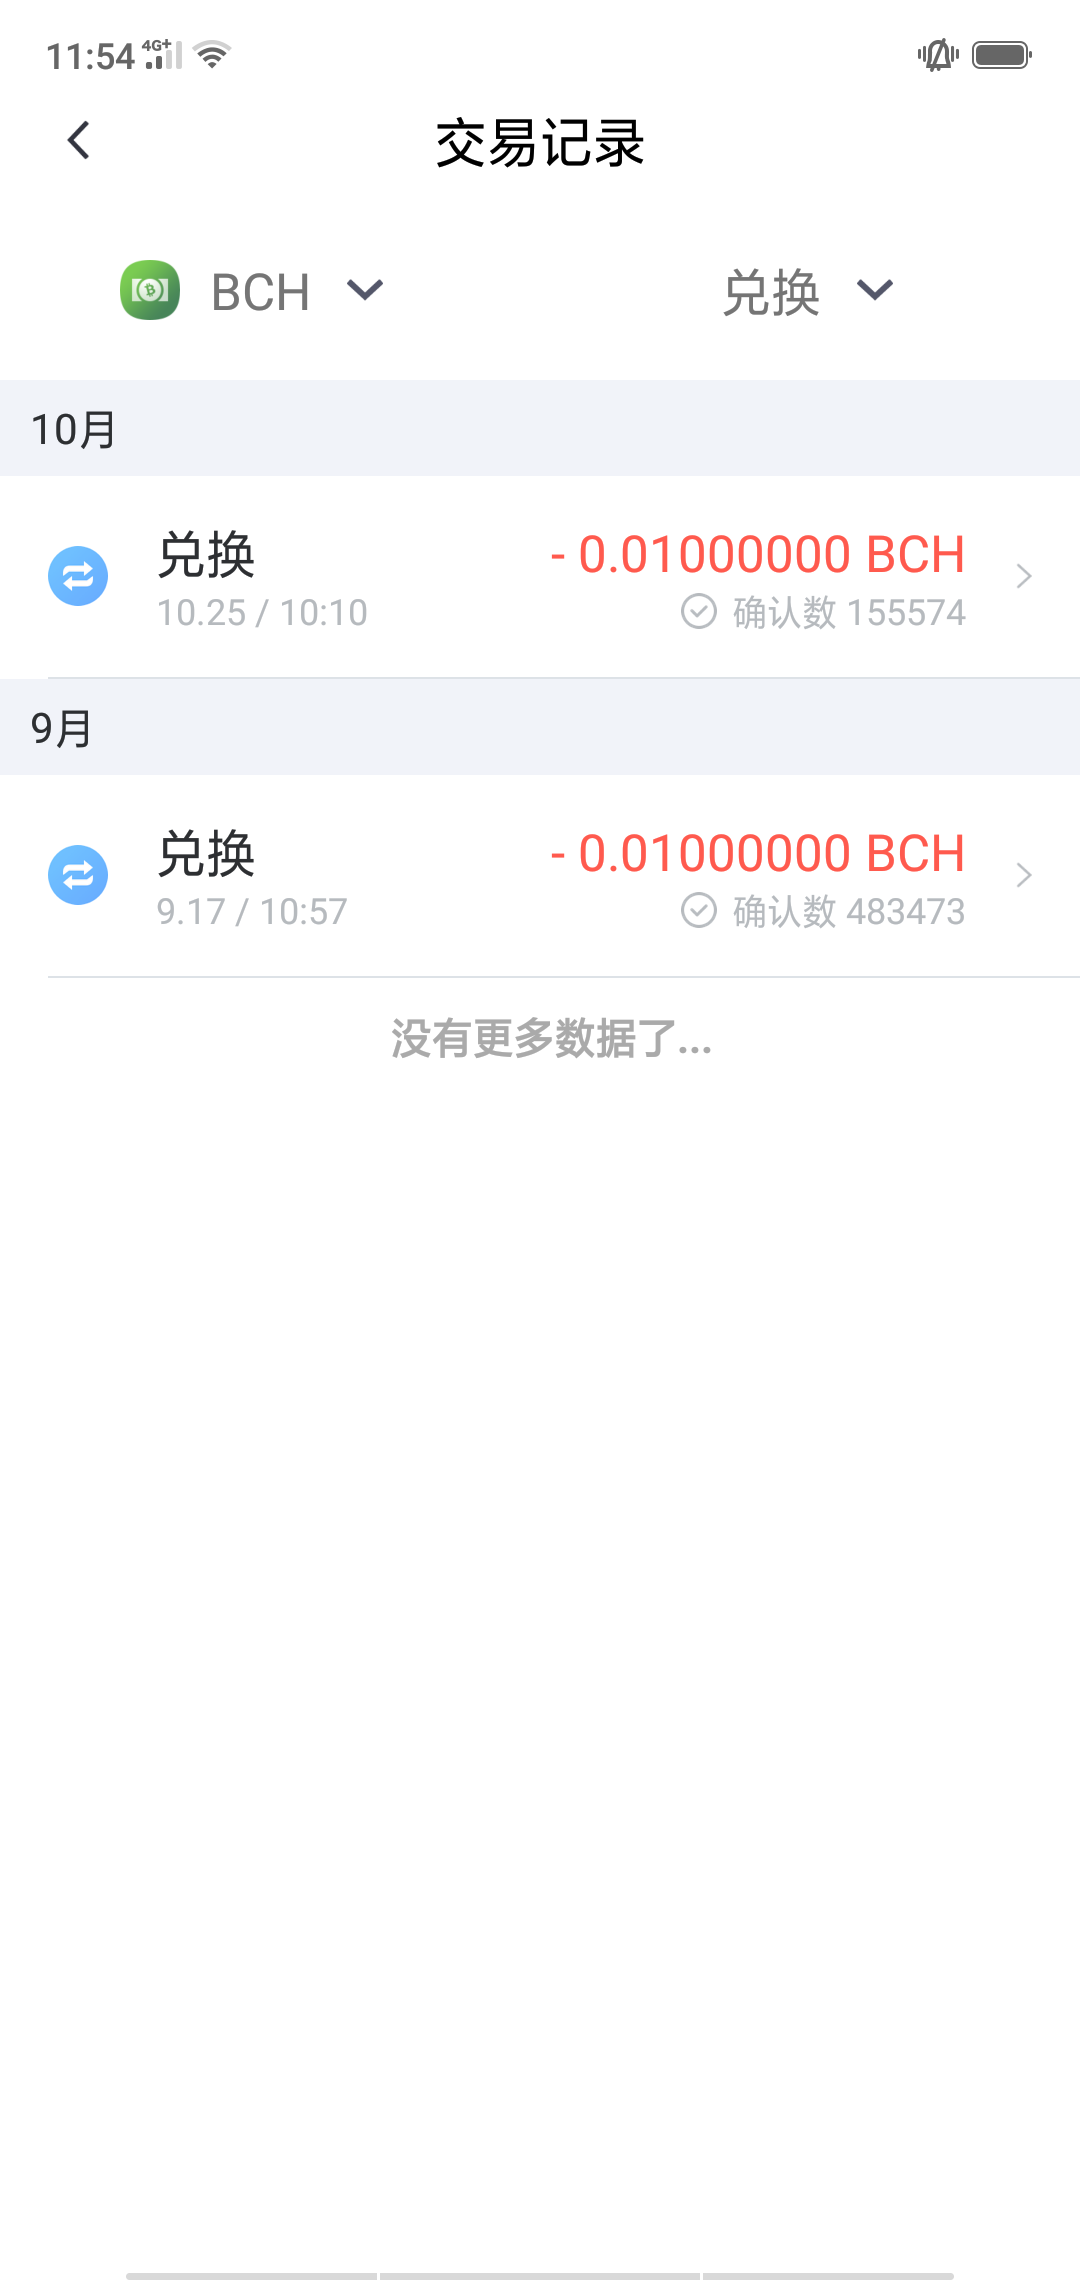 11:54 4G+
交易记录
BCH 兑换
10月
兑换 - 0.01000000 BCH
10.25 / 10:10 确认数 155574
9月
兑换 - 0.01000000 BCH
9.17 / 10:57 确认数 483473
没有更多数据了...